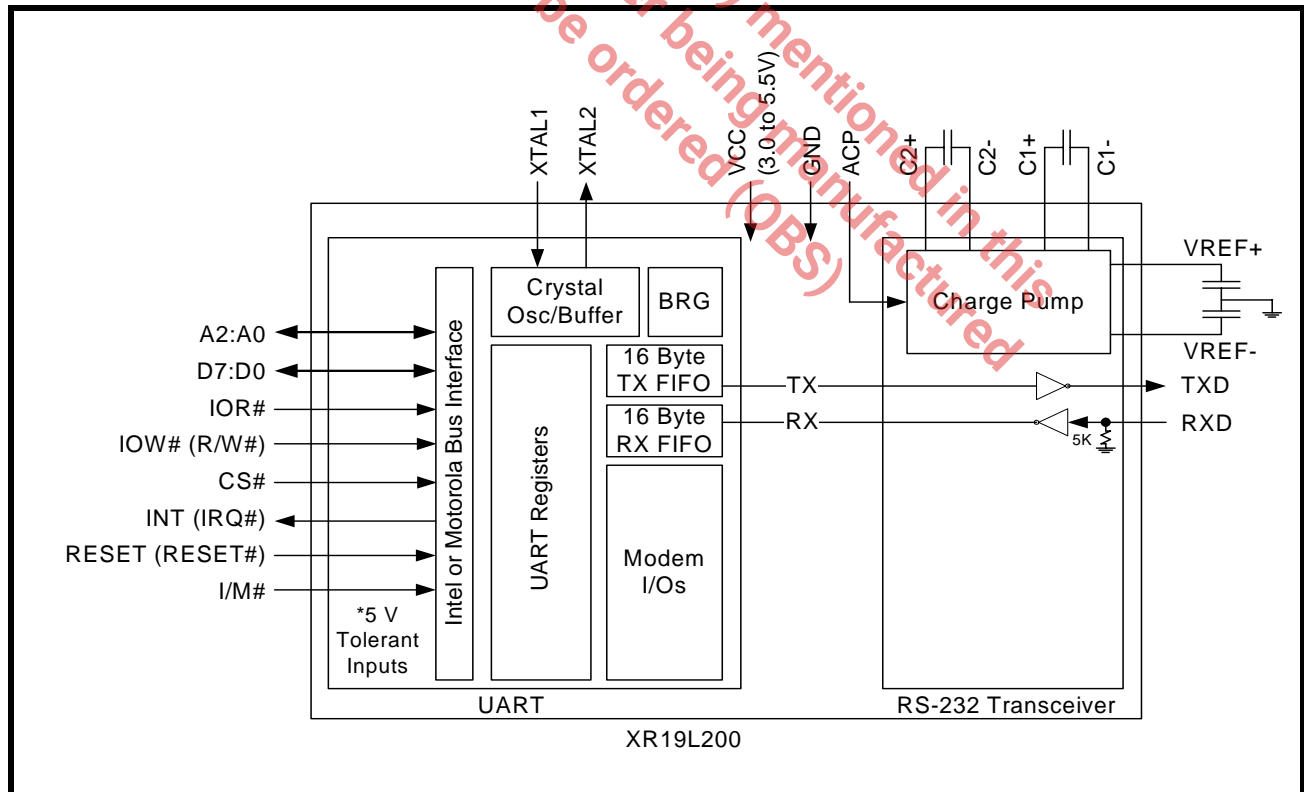 ) mentioned in this
er being manufactured
be ordered (OBS)
XTAL1
XTAL2
VCC
(3.0 to 5.5V)
GND
ACP
C2+
C2-
C1+
C1-
A2:A0
D7:D0
IOR#
IOW# (R/W#)
CS#
INT (IRQ#)
RESET (RESET#)
I/M#
*5 V
Tolerant
Inputs
Intel or Motorola Bus Interface
Crystal
Osc/Buffer
BRG
UART Registers
16 Byte
TX FIFO
16 Byte
RX FIFO
Modem
I/Os
TX
RX
Charge Pump
VREF+
VREF-
TXD
RXD
5K
UART
RS-232 Transceiver
XR19L200